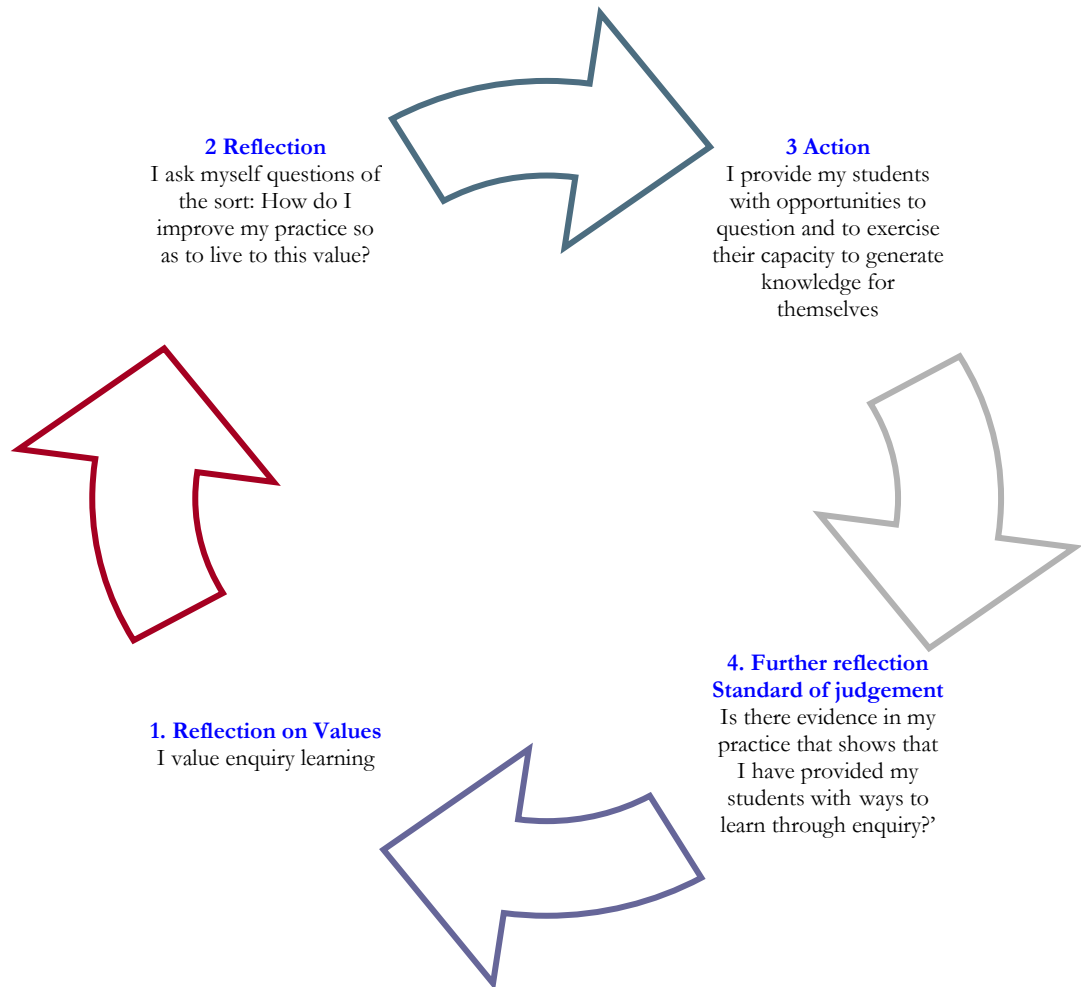 2 Reflection
I ask myself questions of
the sort: How do I
improve my practice so
as to live to this value?
3 Action
I provide my students
with opportunities to
question and to exercise
their capacity to generate
knowledge for
themselves
4. Further reflection
Standard of judgement
Is there evidence in my
practice that shows that
I have provided my
students with ways to
learn through enquiry?’
1. Reflection on Values
I value enquiry learning